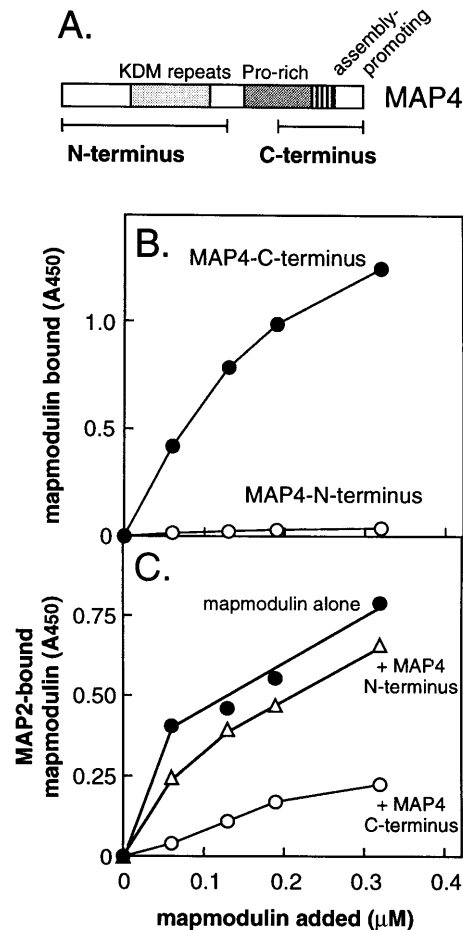 A.
assembly-
promoting
KDM repeats
Pro-rich
MAP4
N-terminus
C-terminus
B.
MAP4-C-terminus
mapmodulin bound (A450)
1.0
0.5
0
MAP4-N-terminus
C.
mapmodulin alone
MAP2-bound
mapmodulin (A450)
0.75
0.50
0.25
0
+ MAP4
N-terminus
+ MAP4
C-terminus
0
0.1
0.2
0.3
0.4
mapmodulin added (µM)